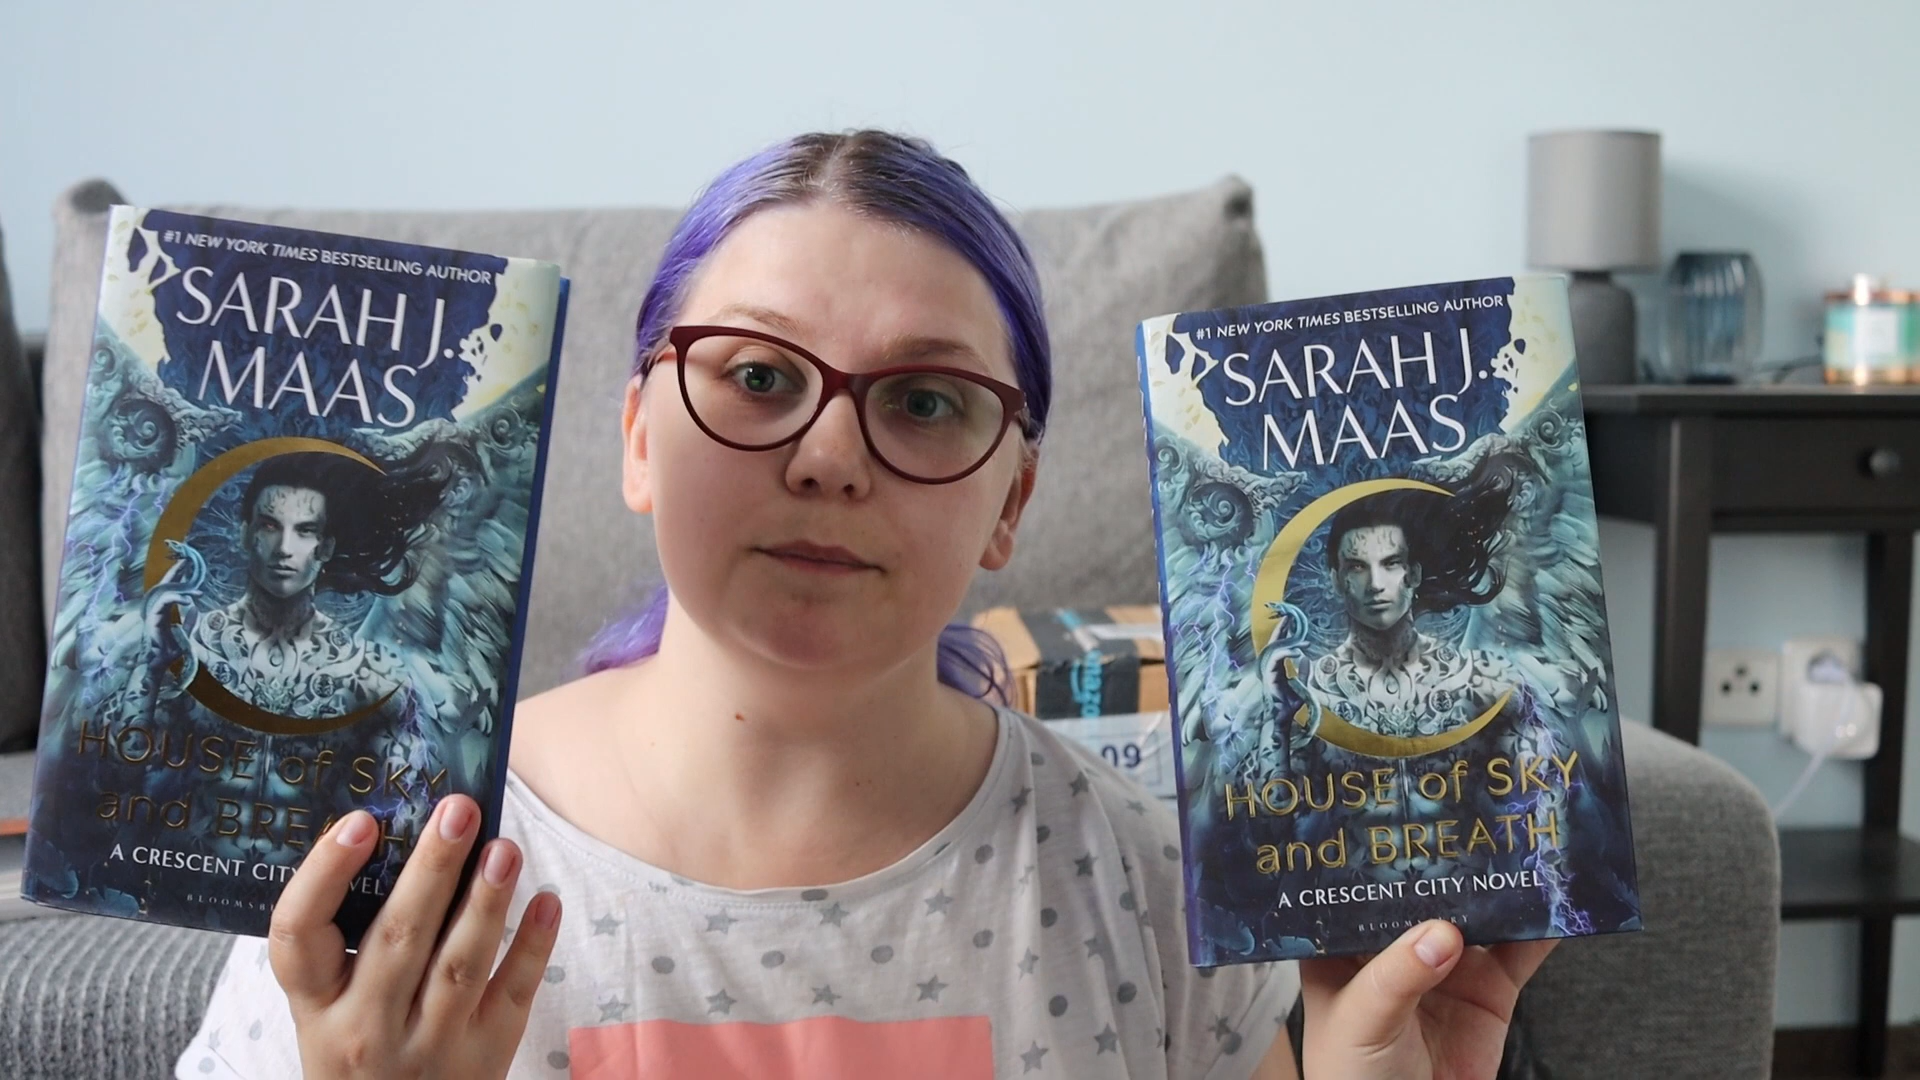 #1 NEW YORK TIMES BESTSELLING AUTHOR
SARAH J.
MAAS
HOUSE of SKY
and BREATH
A CRESCENT CITY NOVEL
#1 NEW YORK TIMES BESTSELLING AUTHOR
SARAH J.
MAAS
HOUSE of SKY
and BREATH
A CRESCENT CITY NOVEL
BLOOMSBURY
09